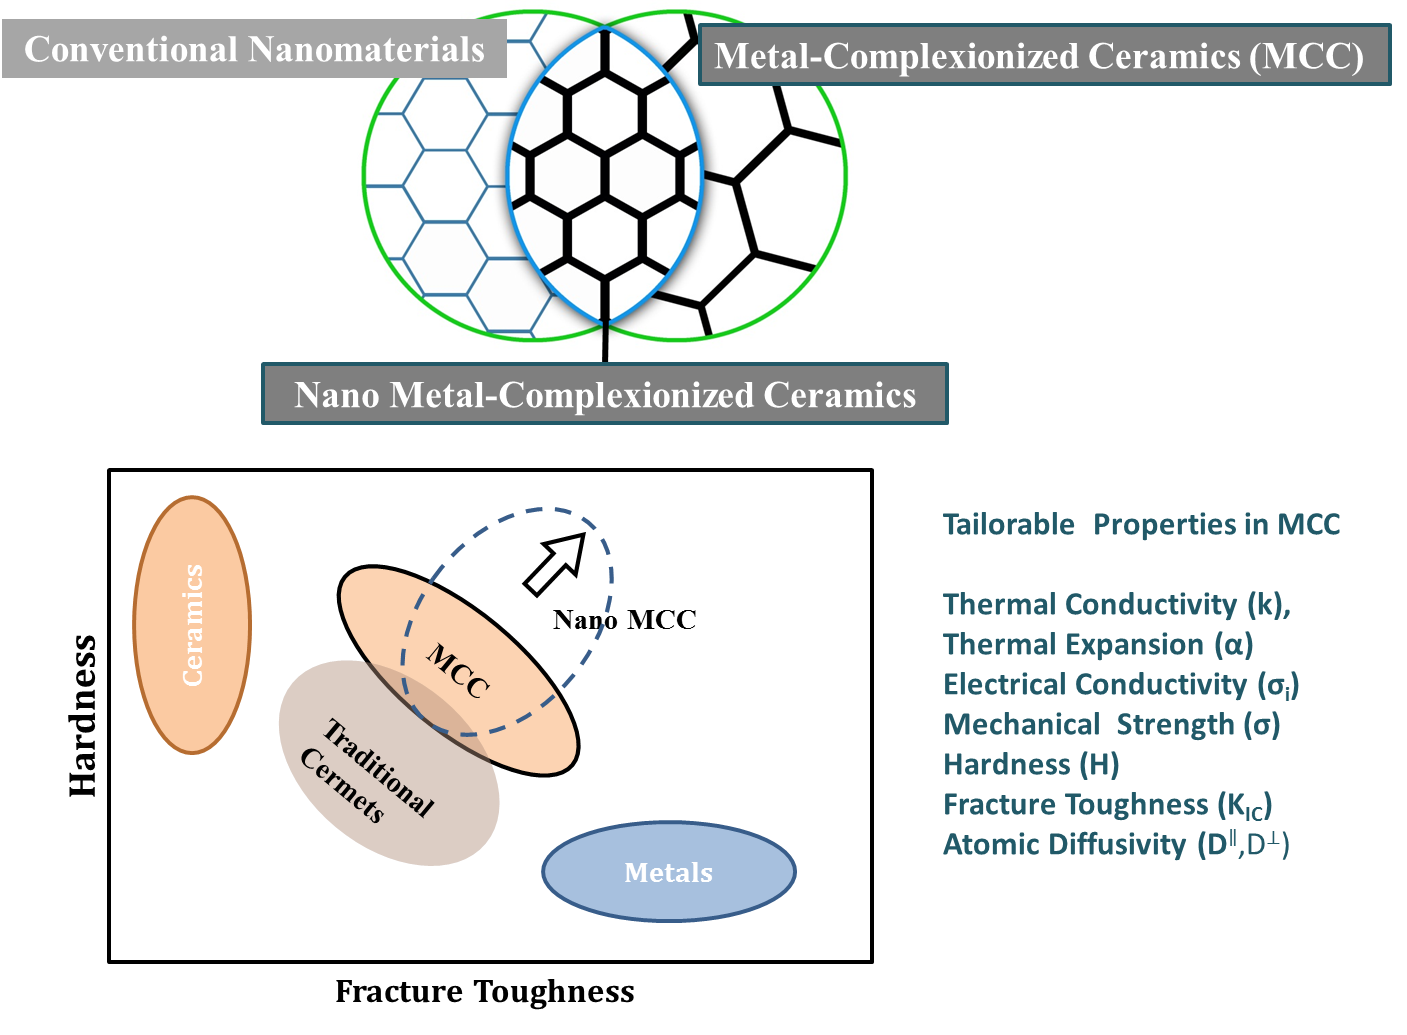 Conventional Nanomaterials
Metal-Complexionized Ceramics (MCC)
Nano Metal-Complexionized Ceramics
Hardness
Ceramics
MCC
Nano MCC
Traditional
Cermets
Metals
Fracture Toughness
Tailorable Properties in MCC
Thermal Conductivity (k),
Thermal Expansion (α)
Electrical Conductivity (σᵢ)
Mechanical Strength (σ)
Hardness (H)
Fracture Toughness (K_IC)
Atomic Diffusivity (D^∥,D^⊥)